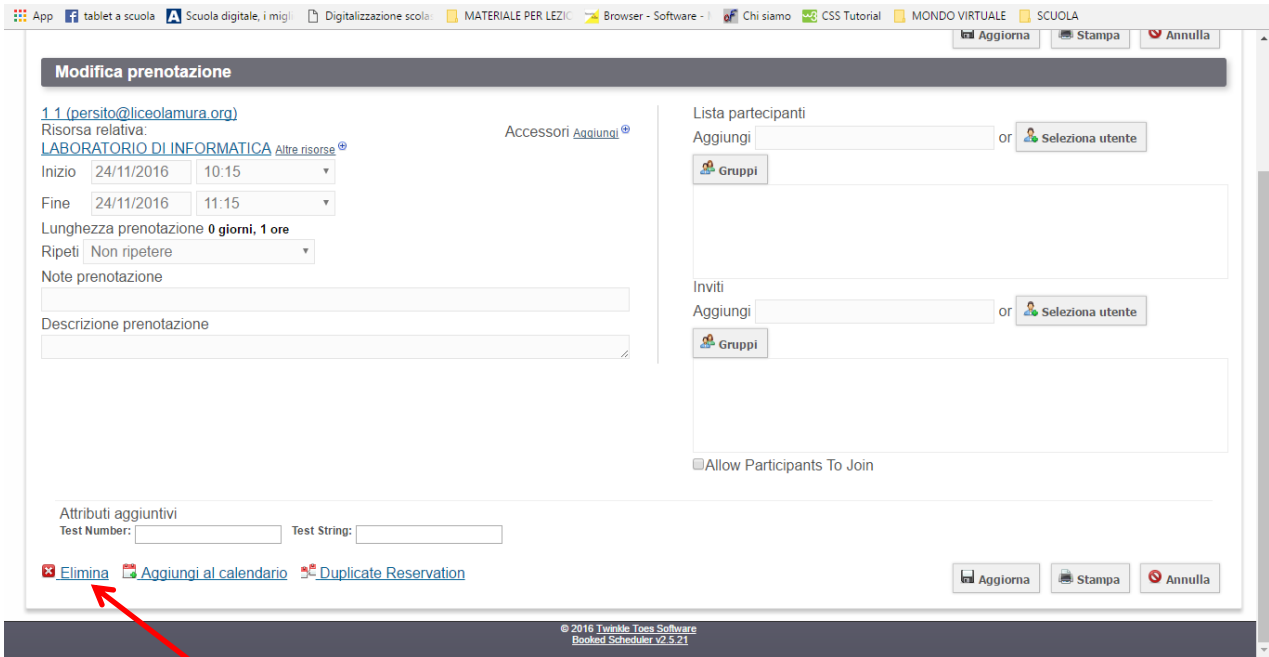 App tablet a scuola Scuola digitale, i migli Digitalizzazione scolas MATERIALE PER LEZIC Browser - Software - Chi siamo CSS Tutorial MONDO VIRTUALE SCUOLA
Aggiorna Stampa Annulla
Modifica prenotazione
1 1 (persito@liceolamura.org)
Risorsa relativa:
LABORATORIO DI INFORMATICA Altre risorse
Accessori Aggiungi
Inizio 24/11/2016 10:15
Fine 24/11/2016 11:15
Lunghezza prenotazione 0 giorni, 1 ore
Ripeti Non ripetere
Note prenotazione
Descrizione prenotazione
Lista partecipanti
Aggiungi or Seleziona utente
Gruppi
Inviti
Aggiungi or Seleziona utente
Gruppi
Allow Participants To Join
Attributi aggiuntivi
Test Number: Test String:
Elimina Aggiungi al calendario Duplicate Reservation
Aggiorna Stampa Annulla
© 2016 Twinkle Toes Software
Booked Scheduler v2.5.21